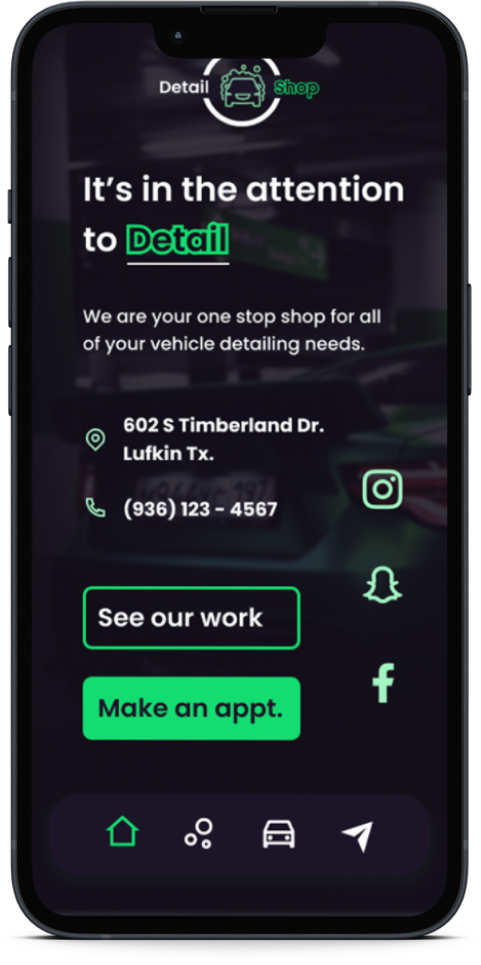 Detail Shop
It's in the attention
to Detail
We are your one stop shop for all
of your vehicle detailing needs.
602 S Timberland Dr.
Lufkin Tx.
(936) 123 - 4567
See our work
Make an appt.